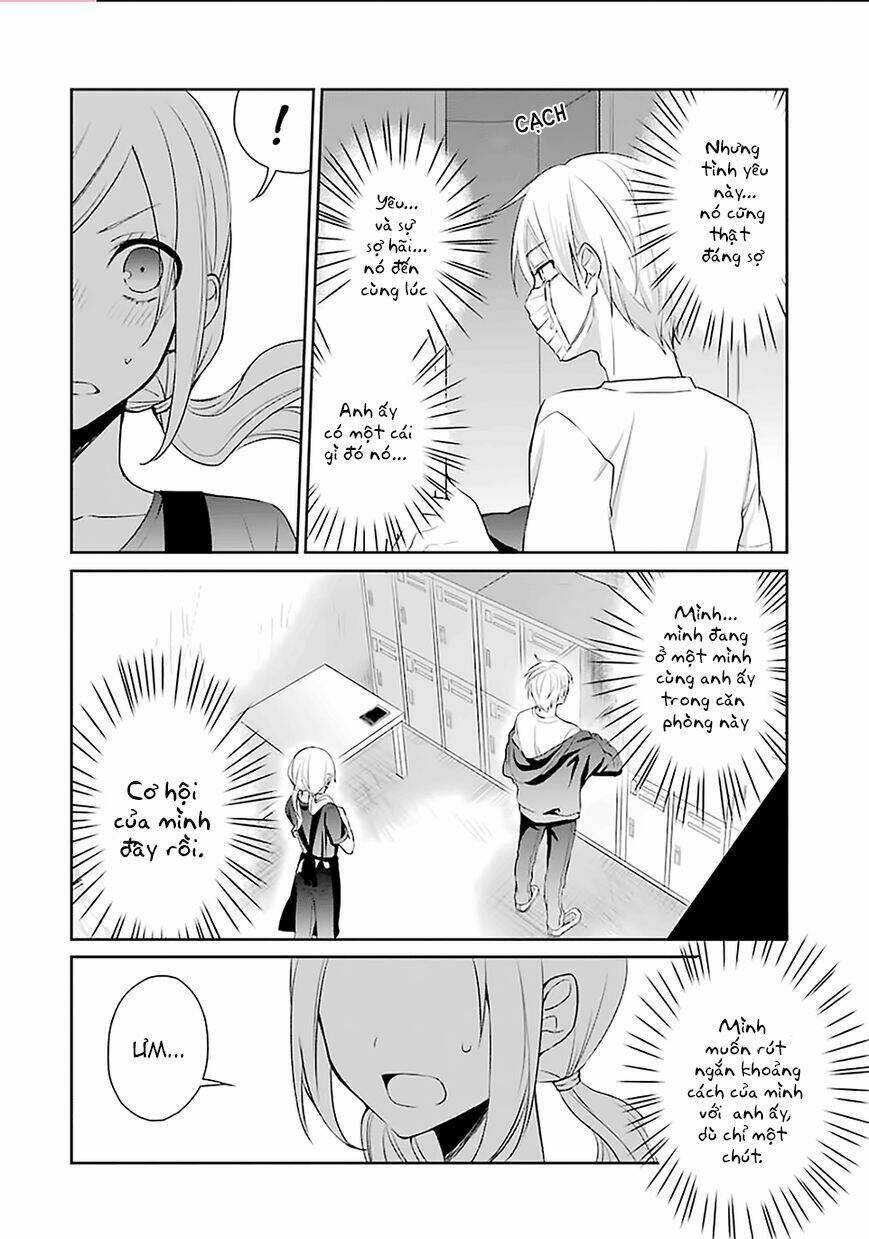 !
CẠCH
Nhưng
tình yêu
này...
nó cũng
thật
đáng sợ
Yêu...
và sự
sợ hãi...
nó đến
cùng lúc
Anh ấy
có một cái
gì đó nó...
Mình...
mình đang
ở một mình
cùng anh ấy
trong căn
phòng này
Cơ hội
của mình
đây rồi.
ƯM...
Mình
muốn rút
ngắn khoảng
cách của mình
với anh ấy,
dù chỉ một
chút.